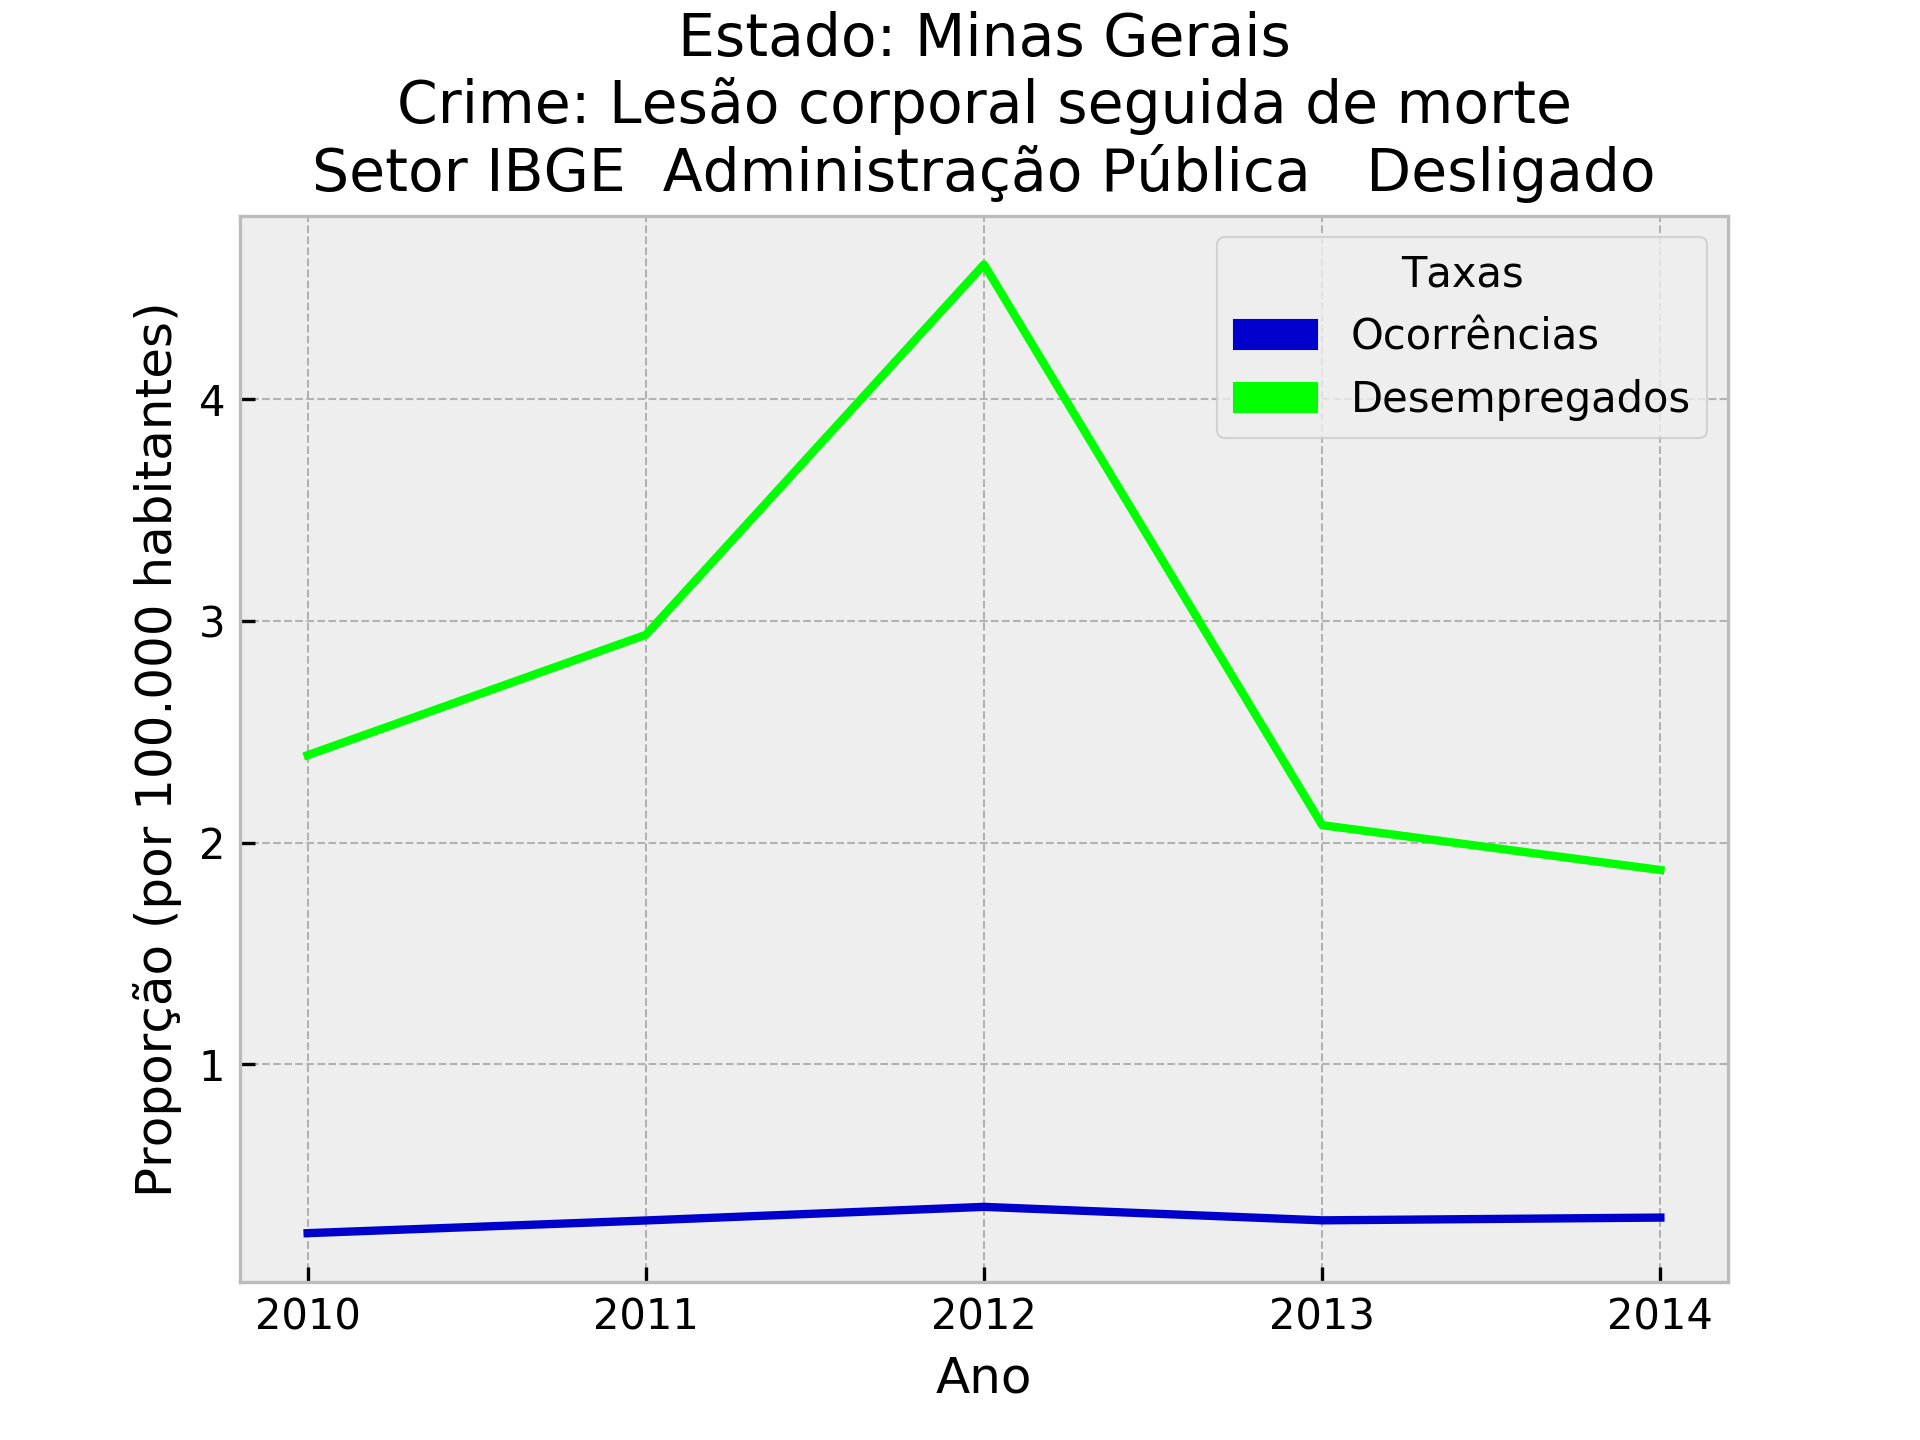 Estado: Minas Gerais
Crime: Lesão corporal seguida de morte
Setor IBGE  Administração Pública   Desligado
Taxas
Ocorrências
Desempregados
Proporção (por 100.000 habitantes)
4
3
2
1
2010 2011 2012 2013 2014
Ano